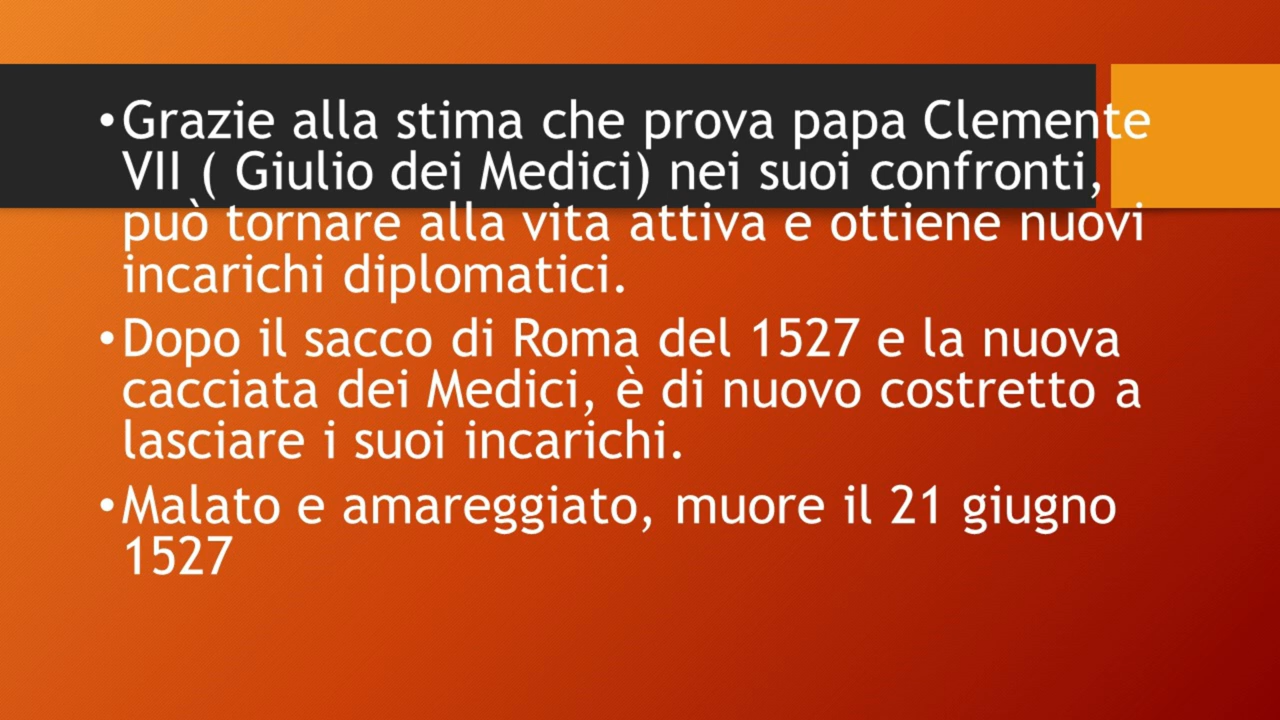 •Grazie alla stima che prova papa Clemente
VII ( Giulio dei Medici) nei suoi confronti,
può tornare alla vita attiva e ottiene nuovi
incarichi diplomatici.
•Dopo il sacco di Roma del 1527 e la nuova
cacciata dei Medici, è di nuovo costretto a
lasciare i suoi incarichi.
•Malato e amareggiato, muore il 21 giugno
1527